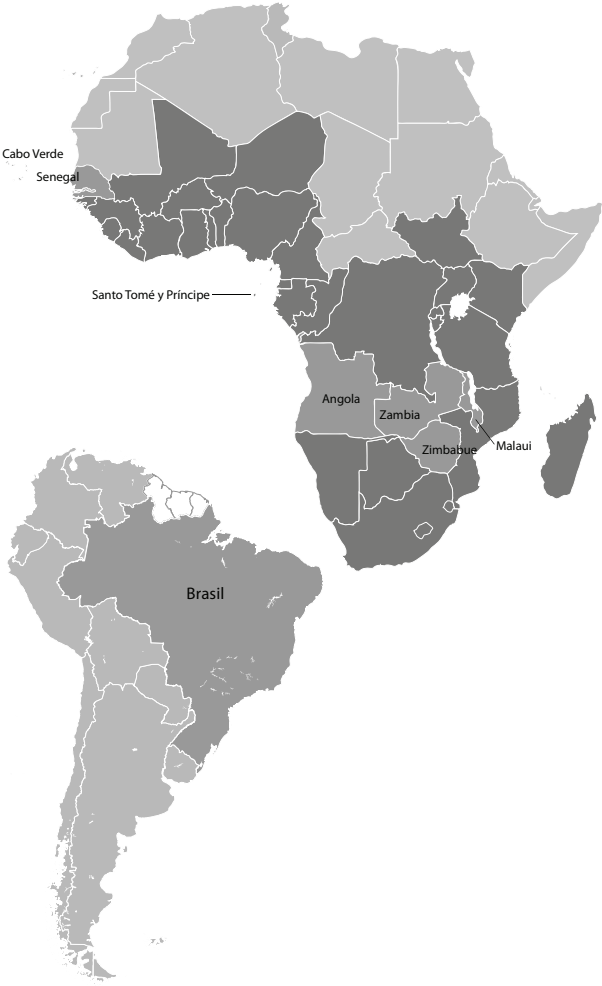 Cabo Verde
Senegal
Santo Tomé y Príncipe
Angola
Zambia
Zimbabue
Malaui
Brasil